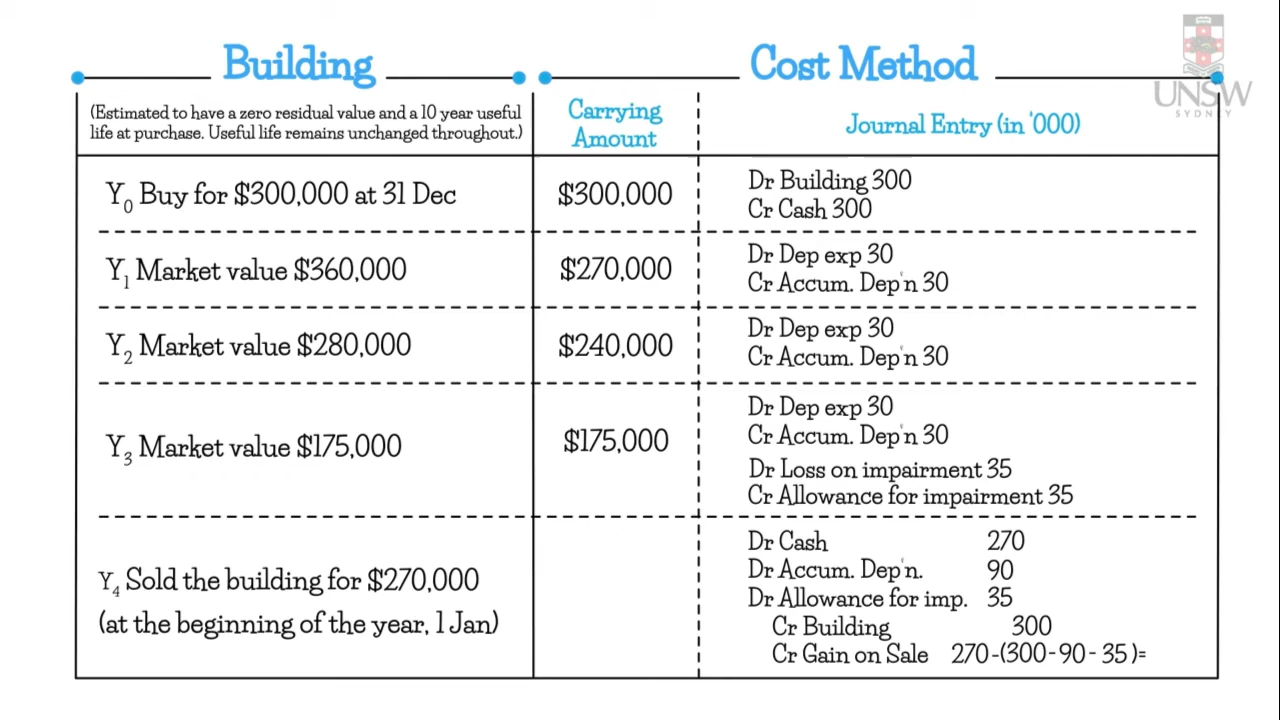 Building
Cost Method
UNSW
SYDNEY
(Estimated to have a zero residual value and a 10 year useful
life at purchase. Useful life remains unchanged throughout.)
Carrying
Amount
Journal Entry (in '000)
Y₀ Buy for $300,000 at 31 Dec
$300,000
Dr Building 300
Cr Cash 300
Y₁ Market value $360,000
$270,000
Dr Dep exp 30
Cr Accum. Dep'n 30
Y₂ Market value $280,000
$240,000
Dr Dep exp 30
Cr Accum. Dep'n 30
Y₃ Market value $175,000
$175,000
Dr Dep exp 30
Cr Accum. Dep'n 30
Dr Loss on impairment 35
Cr Allowance for impairment 35
Y₄ Sold the building for $270,000
(at the beginning of the year, 1 Jan)
Dr Cash 270
Dr Accum. Dep'n. 90
Dr Allowance for imp. 35
Cr Building 300
Cr Gain on Sale 270-(300-90-35)=